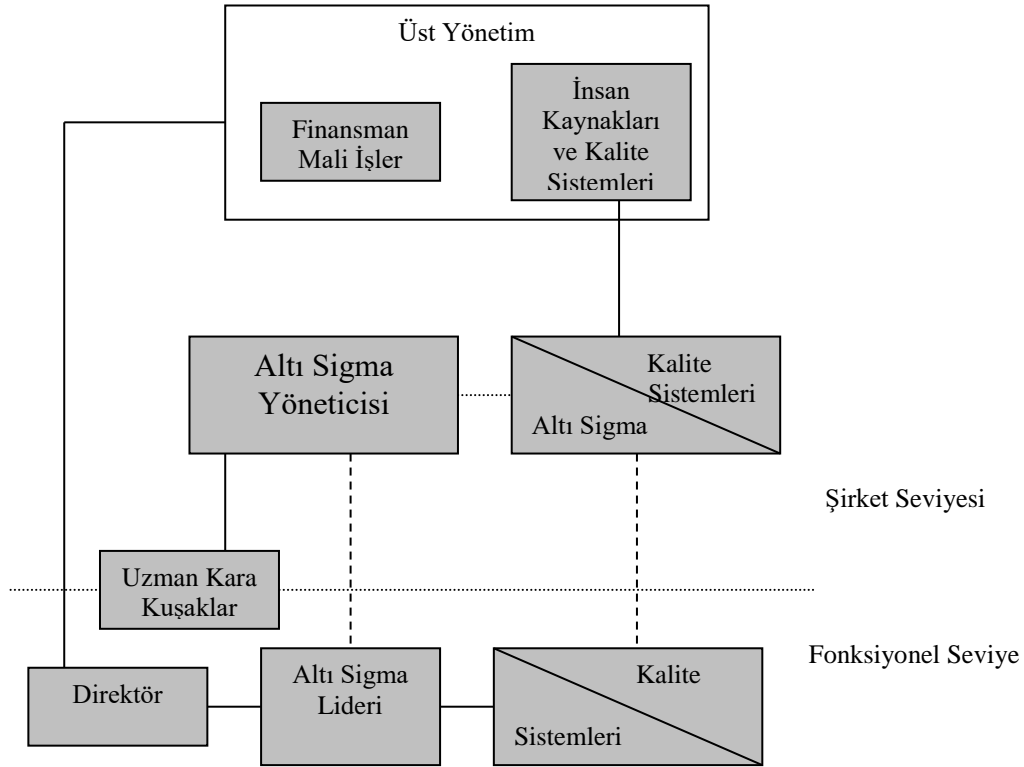 Üst Yönetim
Finansman
Mali İşler
İnsan
Kaynakları
ve Kalite
Sistemleri
Altı Sigma
Yöneticisi
Kalite
Sistemleri
Altı Sigma
Şirket Seviyesi
Uzman Kara
Kuşaklar
Fonksiyonel Seviye
Direktör
Altı Sigma
Lideri
Kalite
Sistemleri